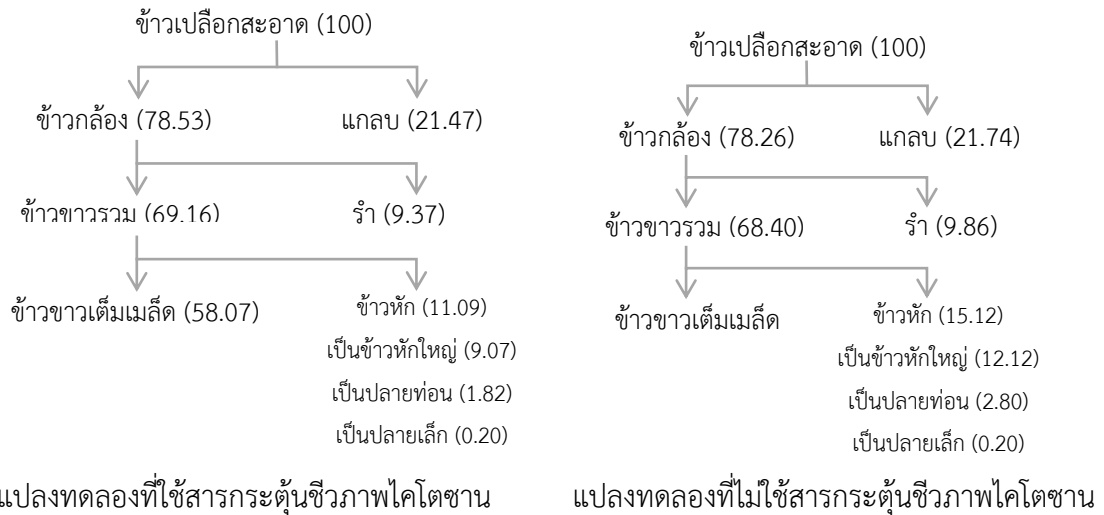 ข้าวเปลือกสะอาด (100)
ข้าวกล้อง (78.53) แกลบ (21.47)
ข้าวขาวรวม (69.16) รำ (9.37)
ข้าวขาวเต็มเมล็ด (58.07) ข้าวหัก (11.09)
เป็นข้าวหักใหญ่ (9.07)
เป็นปลายท่อน (1.82)
เป็นปลายเล็ก (0.20)
แปลงทดลองที่ใช้สารกระตุ้นชีวภาพไคโตซาน
ข้าวเปลือกสะอาด (100)
ข้าวกล้อง (78.26) แกลบ (21.74)
ข้าวขาวรวม (68.40) รำ (9.86)
ข้าวขาวเต็มเมล็ด ข้าวหัก (15.12)
เป็นข้าวหักใหญ่ (12.12)
เป็นปลายท่อน (2.80)
เป็นปลายเล็ก (0.20)
แปลงทดลองที่ไม่ใช้สารกระตุ้นชีวภาพไคโตซาน